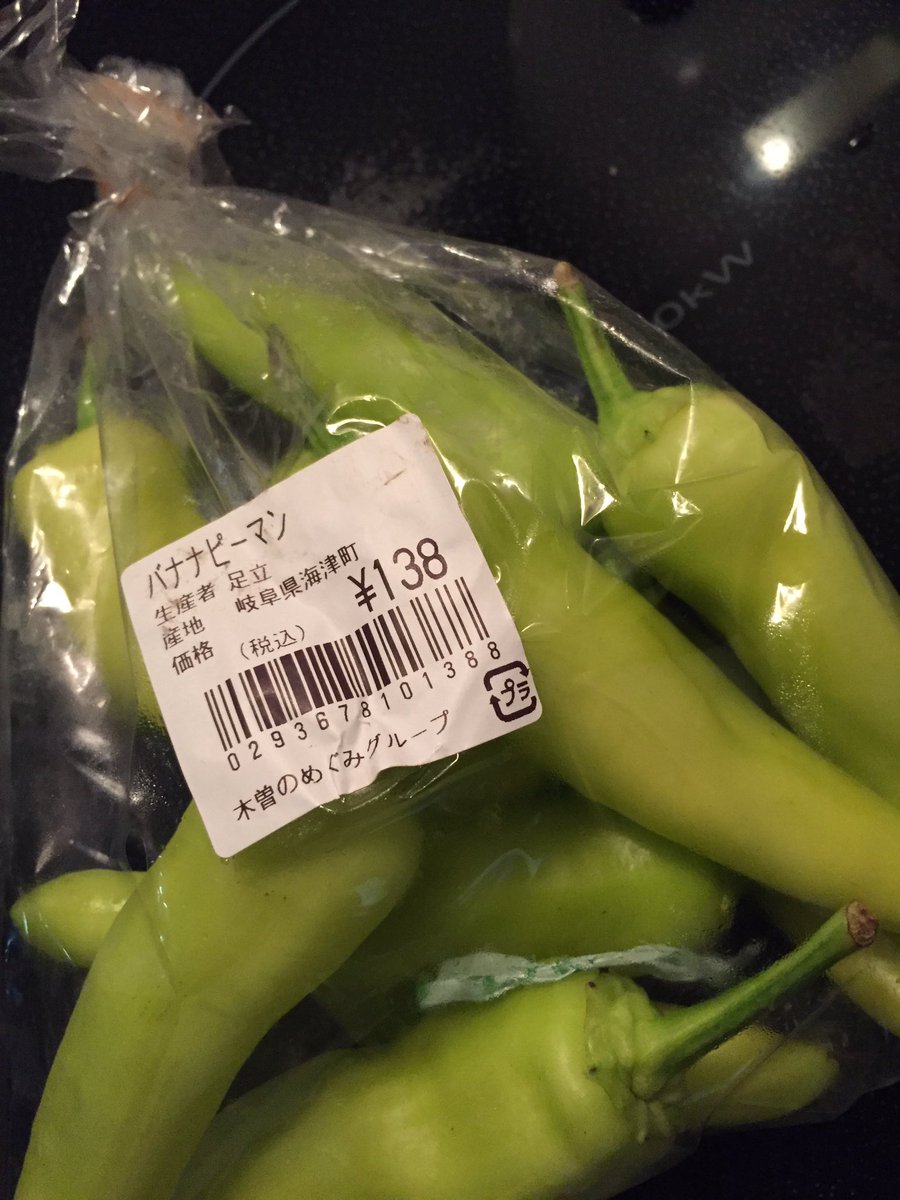 バナナピーマン
生産者 足立
産地 岐阜県海津町
価格 (税込) ¥138
0293678101388
プラ
木曽のめぐみグループ
0kW